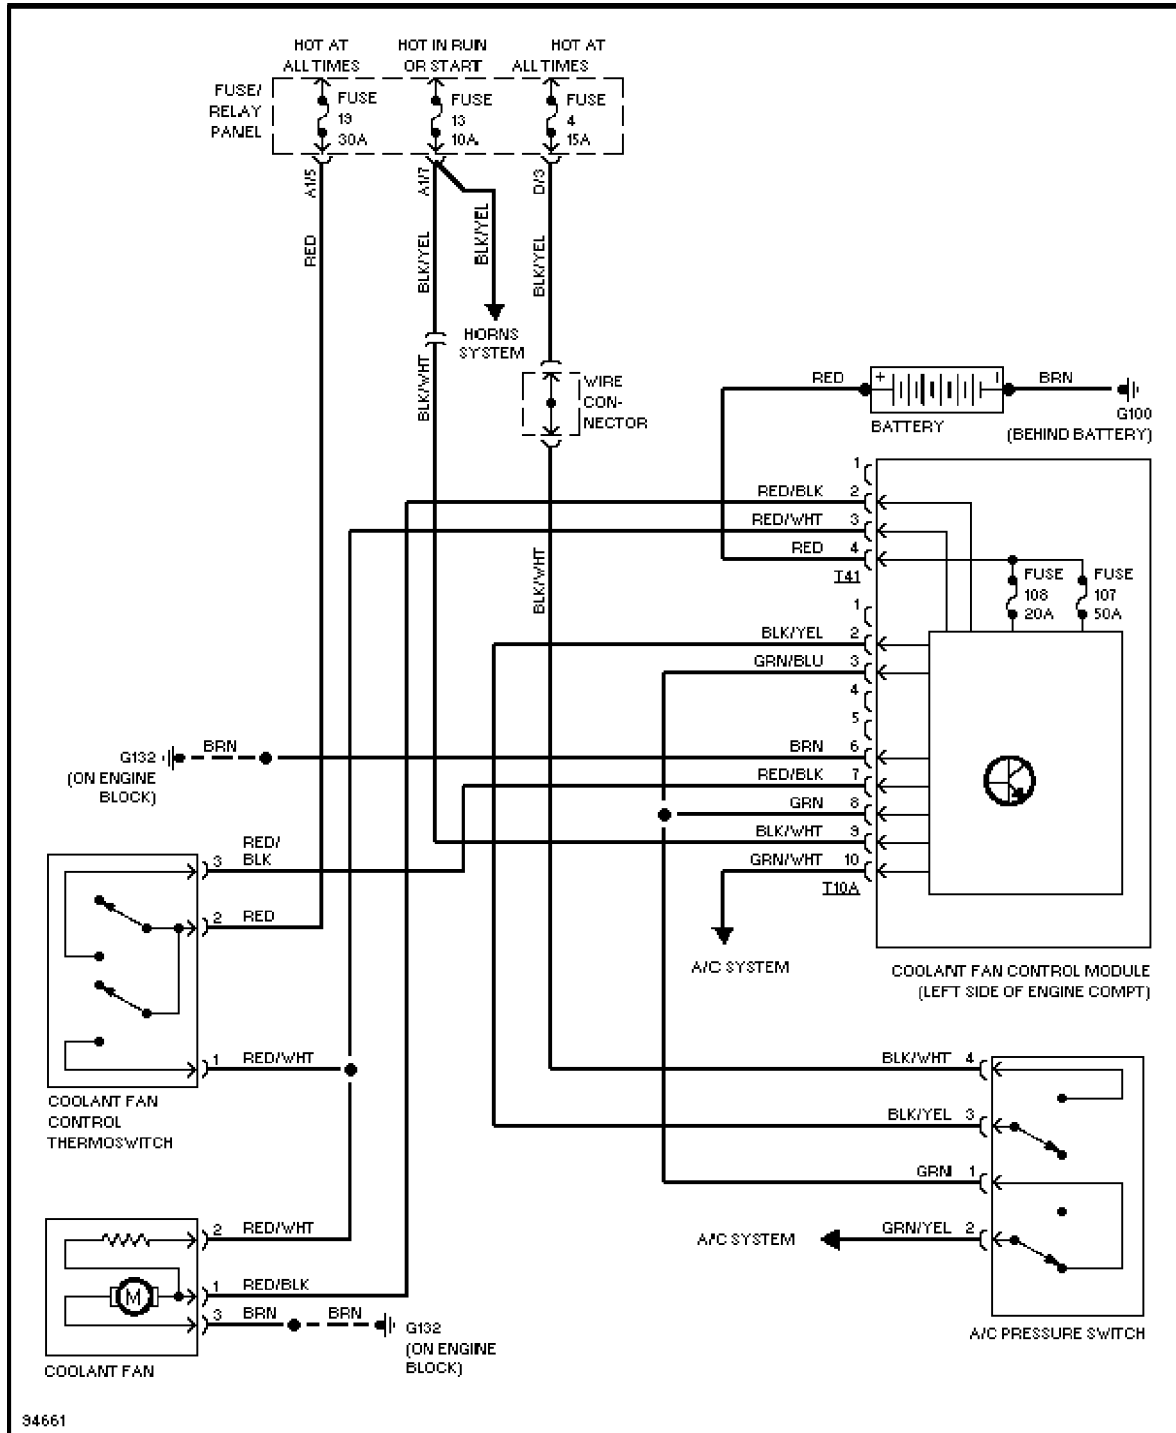 HOT AT
ALL TIMES
HOT IN RUIN
OR START
HOT AT
ALL TIMES
FUSE/
RELAY
PANEL
FUSE
19
30A
FUSE
13
10A
FUSE
4
15A
A1/5
A1/7
D/3
RED
BLK/YEL
BLK/YEL
BLK/YEL
HORNS
SYSTEM
BLK/WHT
WIRE
CON-
NECTOR
RED
+
BRN
BATTERY
G100
(BEHIND BATTERY)
BLK/WHT
1
RED/BLK 2
RED/WHT 3
RED 4
T41
FUSE
108
20A
FUSE
107
50A
1
BLK/YEL 2
GRN/BLU 3
4
5
BRN 6
RED/BLK 7
GRN 8
BLK/WHT 9
GRN/WHT 10
T10A
G132
(ON ENGINE
BLOCK)
BRN
A/C SYSTEM
COOLANT FAN CONTROL MODULE
(LEFT SIDE OF ENGINE COMPT)
3 RED/
BLK
2 RED
1 RED/WHT
COOLANT FAN
CONTROL
THERMOSWITCH
BLK/WHT 4
BLK/YEL 3
GRN 1
GRN/YEL 2
A/C SYSTEM
A/C PRESSURE SWITCH
2 RED/WHT
M
1 RED/BLK
3 BRN
BRN
G132
(ON ENGINE
BLOCK)
COOLANT FAN
94661